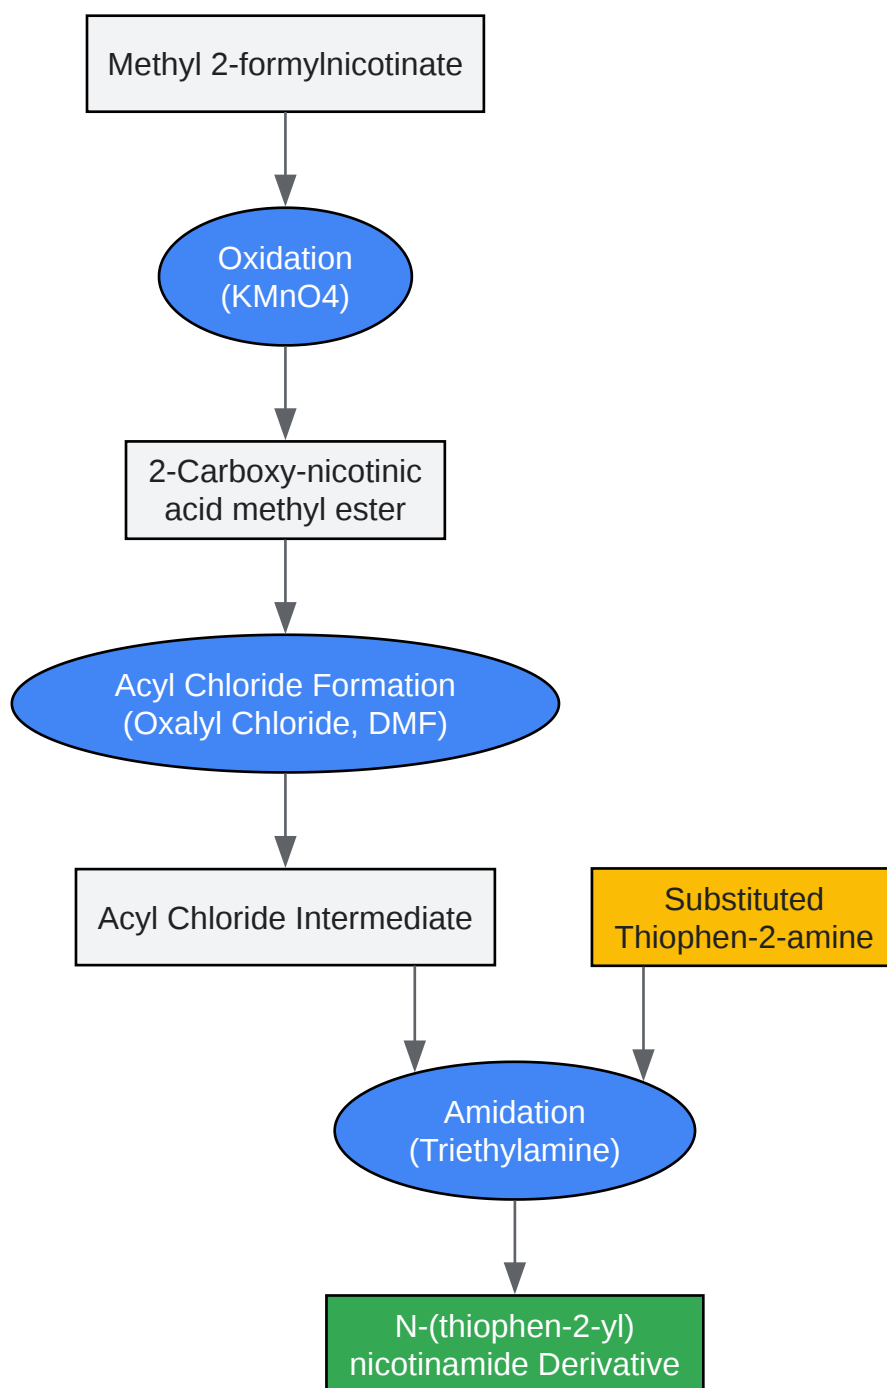 Methyl 2-formylnicotinate
Oxidation
(KMnO4)
2-Carboxy-nicotinic
acid methyl ester
Acyl Chloride Formation
(Oxalyl Chloride, DMF)
Acyl Chloride Intermediate
Substituted
Thiophen-2-amine
Amidation
(Triethylamine)
N-(thiophen-2-yl)
nicotinamide Derivative